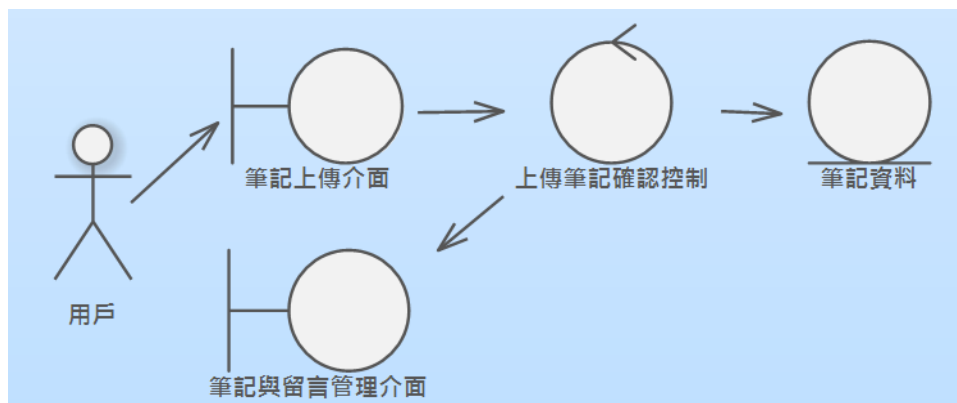 筆記上傳介面
上傳筆記確認控制
筆記資料
用戶
筆記與留言管理介面